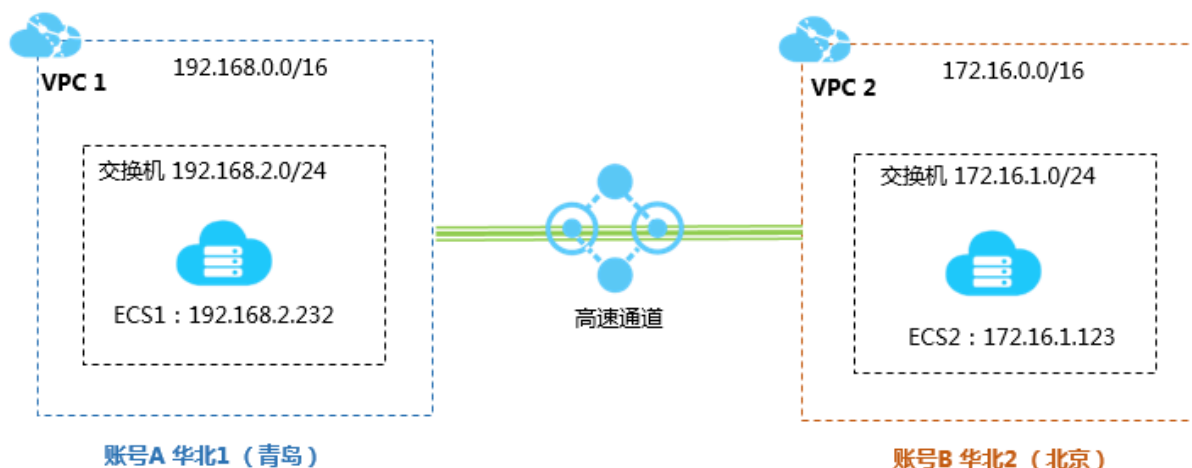 VPC 1
192.168.0.0/16
交换机 192.168.2.0/24
ECS1：192.168.2.232
账号A 华北1 （青岛）
高速通道
VPC 2
172.16.0.0/16
交换机 172.16.1.0/24
ECS2：172.16.1.123
账号B 华北2 （北京）